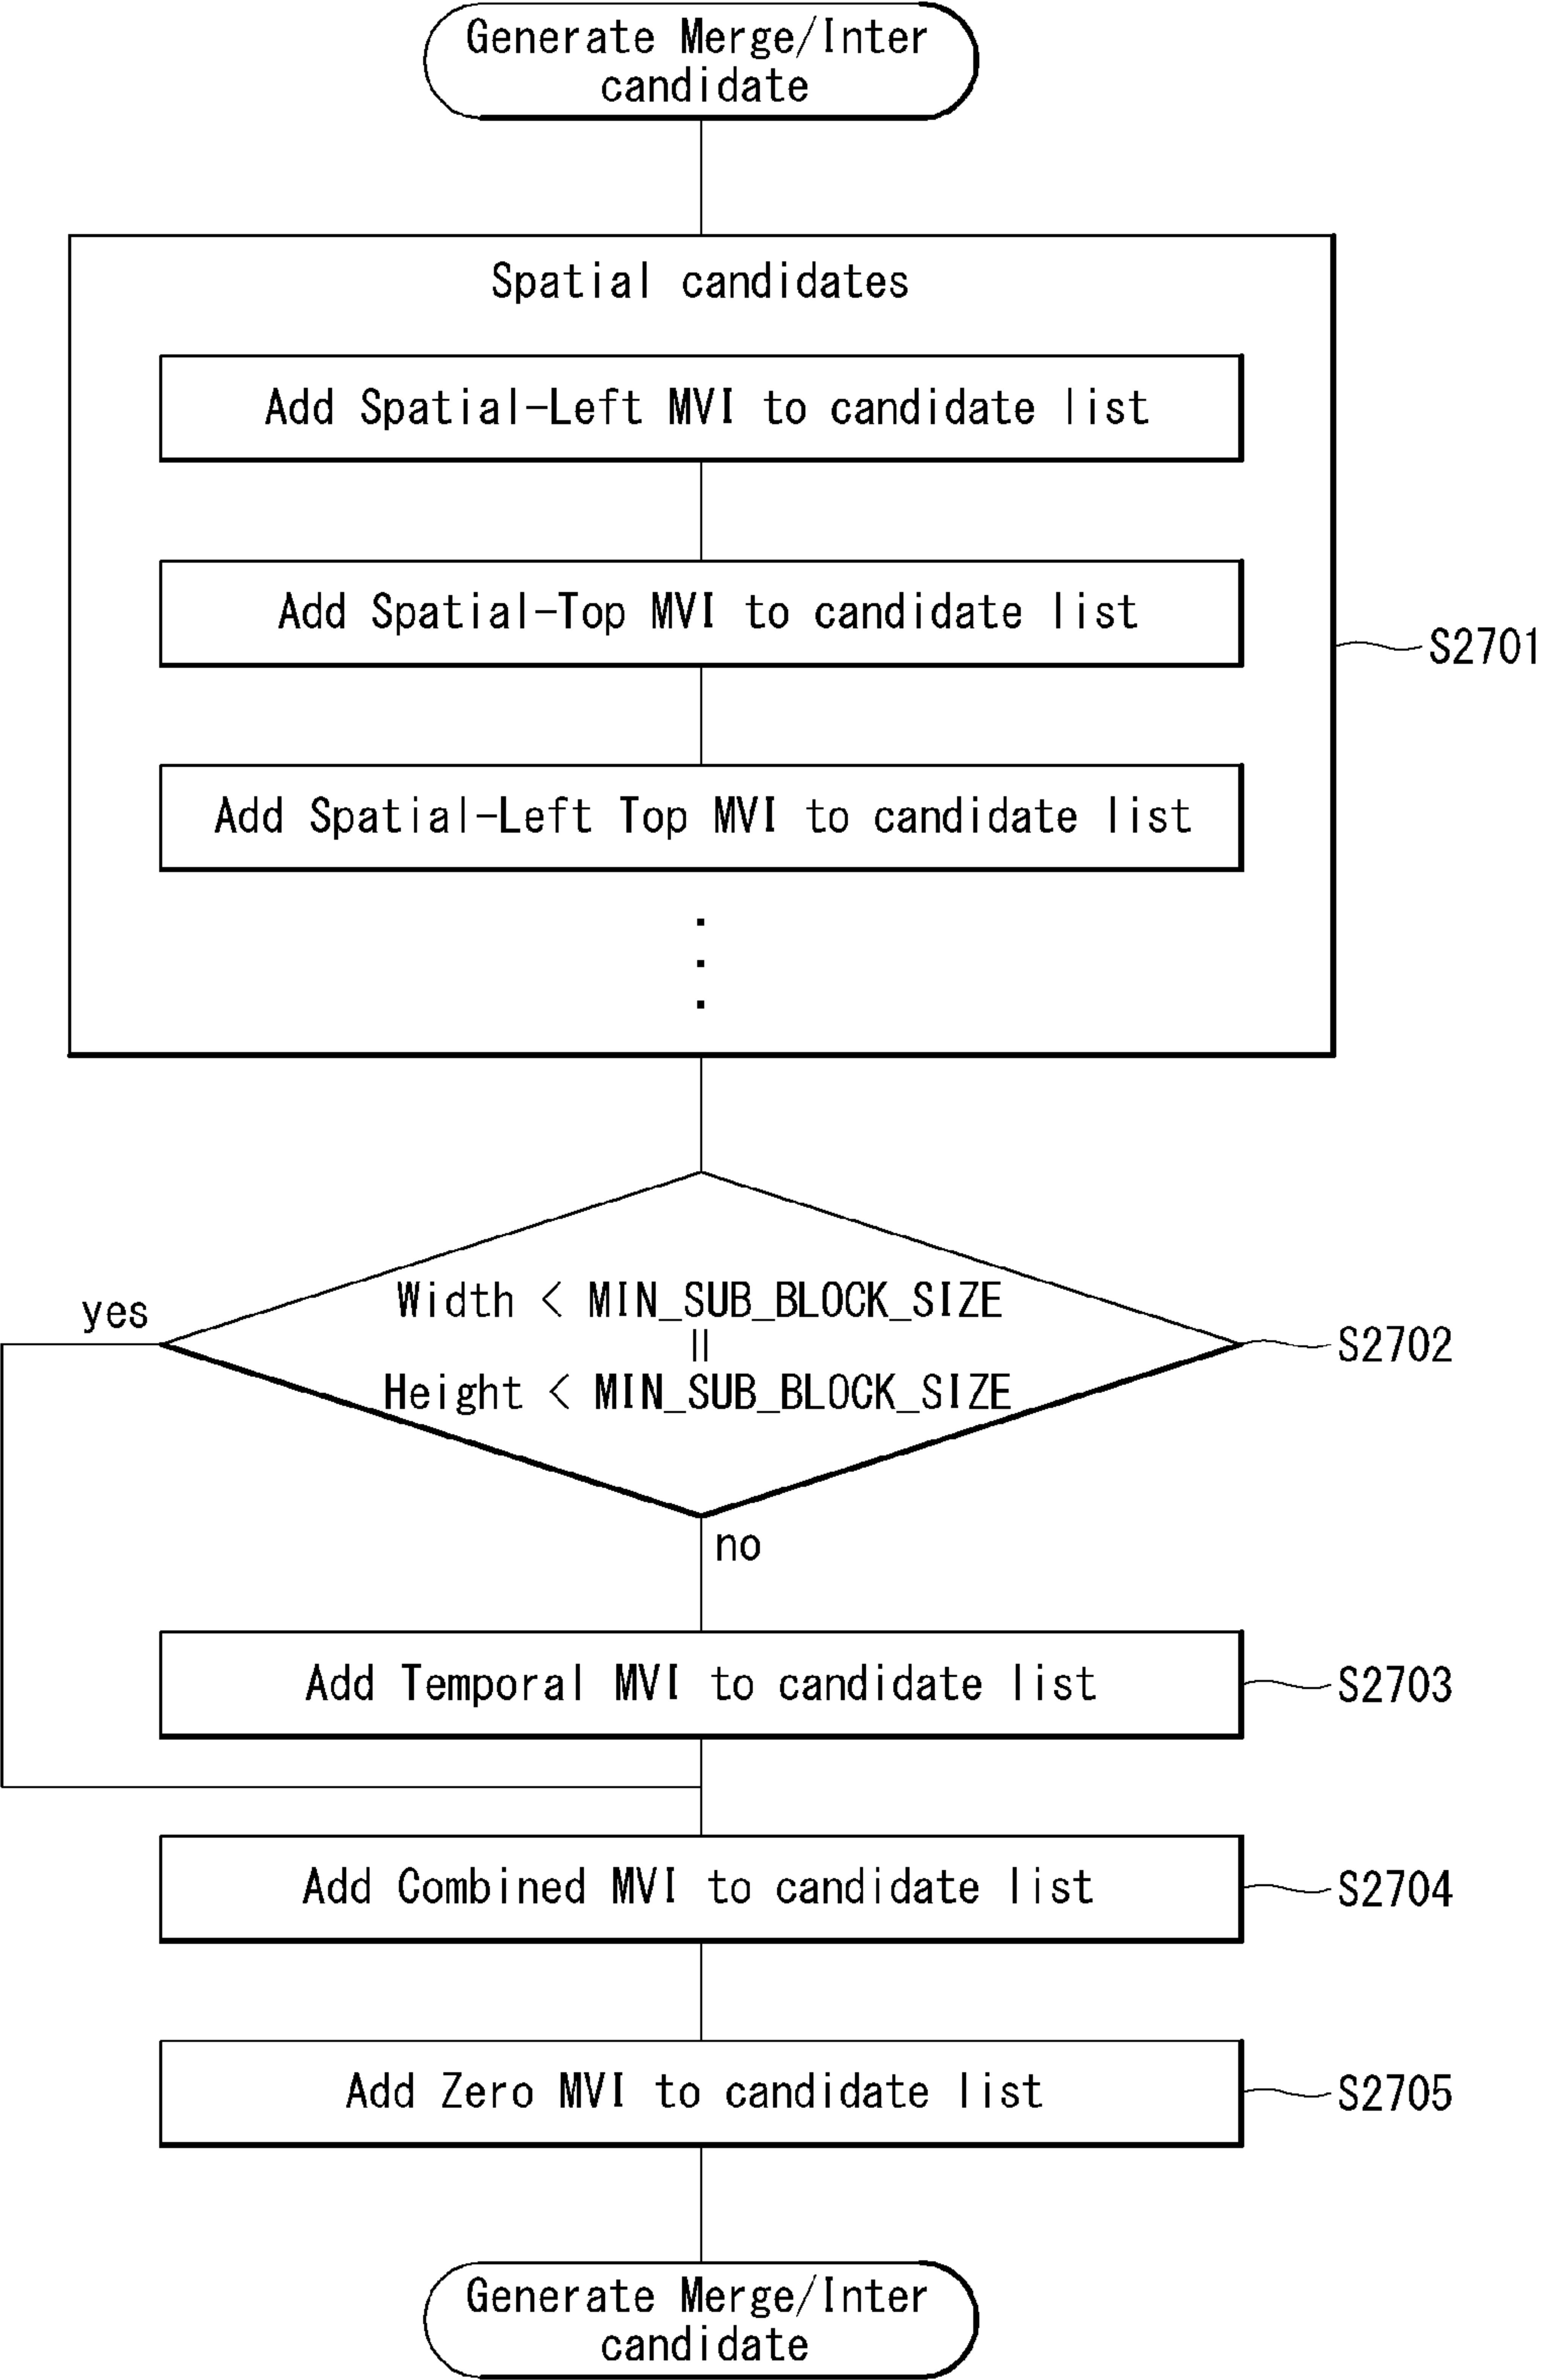 Generate Merge/Inter
candidate
Spatial candidates
Add Spatial-Left MVI to candidate list
Add Spatial-Top MVI to candidate list
S2701
Add Spatial-Left Top MVI to candidate list
yes
Width < MIN_SUB_BLOCK_SIZE
||
Height < MIN_SUB_BLOCK_SIZE
S2702
no
Add Temporal MVI to candidate list
S2703
Add Combined MVI to candidate list
S2704
Add Zero MVI to candidate list
S2705
Generate Merge/Inter
candidate